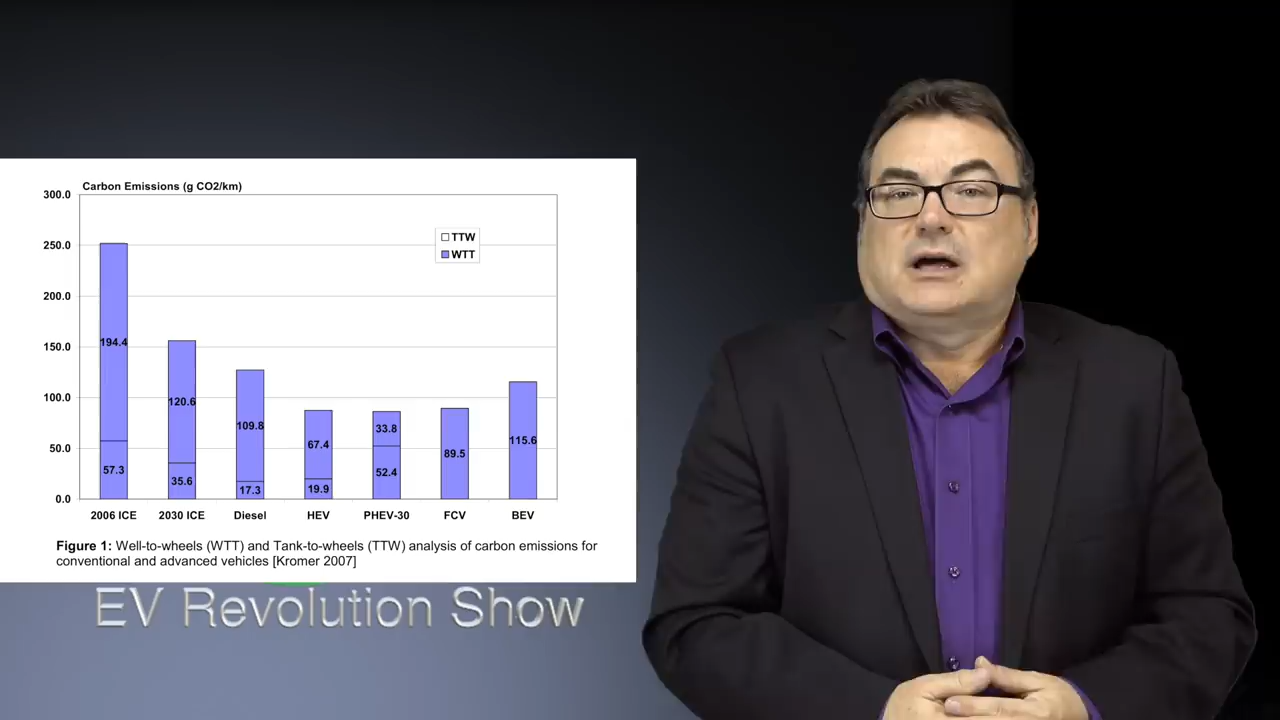 Carbon Emissions (g CO2/km)
300.0
250.0
200.0
150.0
100.0
50.0
0.0
TTW
WTT
194.4
57.3
120.6
35.6
109.8
17.3
67.4
19.9
33.8
52.4
89.5
115.6
2006 ICE 2030 ICE Diesel HEV PHEV-30 FCV BEV
Figure 1: Well-to-wheels (WTT) and Tank-to-wheels (TTW) analysis of carbon emissions for
conventional and advanced vehicles [Kromer 2007]
EV Revolution Show